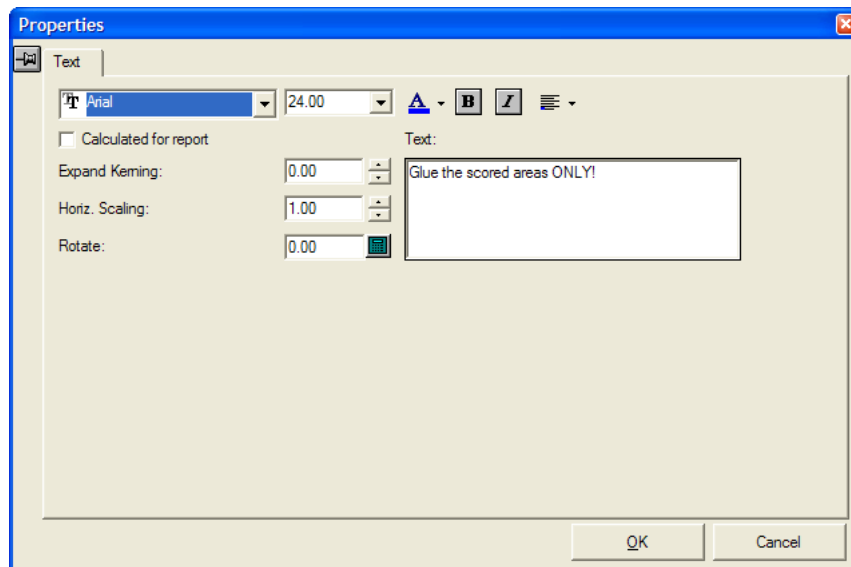 Properties
Text
Arial 24.00 A B I
Calculated for report Text:
Expand Kerning: 0.00 Glue the scored areas ONLY!
Horiz. Scaling: 1.00
Rotate: 0.00
OK Cancel